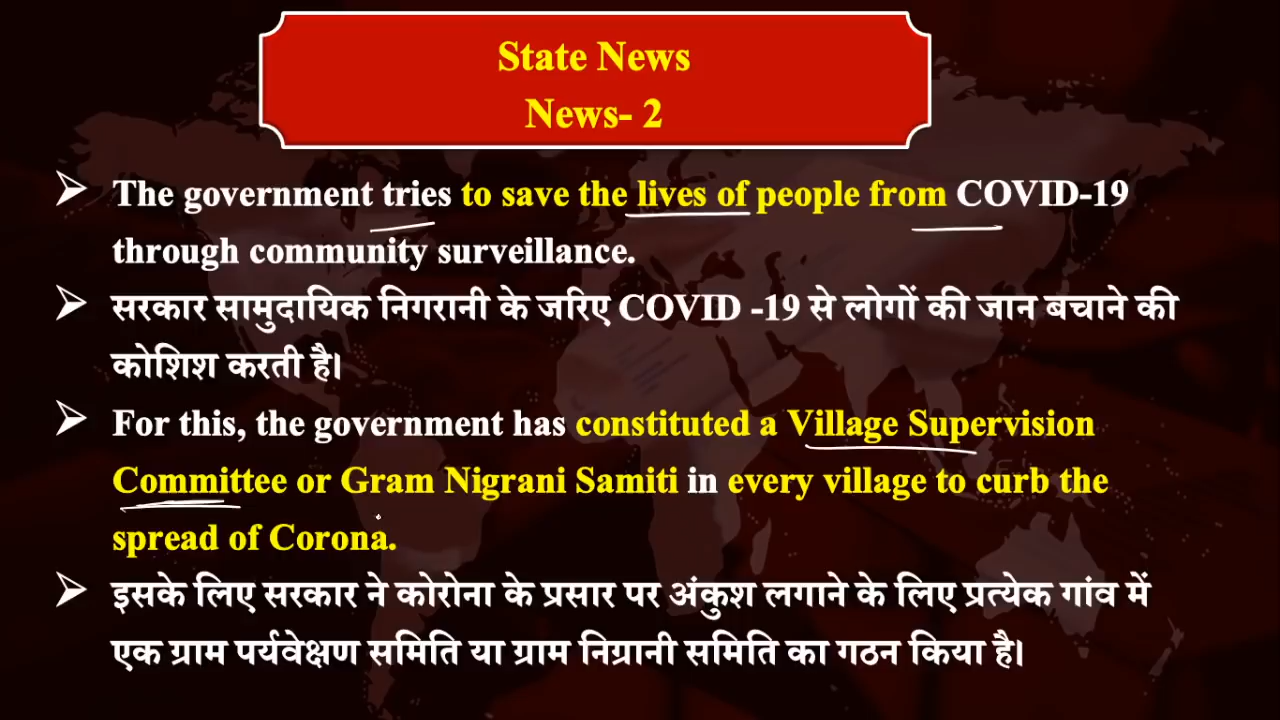 State News
News- 2
The government tries to save the lives of people from COVID-19
through community surveillance.
सरकार सामुदायिक निगरानी के जरिए COVID -19 से लोगों की जान बचाने की
कोशिश करती है।
For this, the government has constituted a Village Supervision
Committee or Gram Nigrani Samiti in every village to curb the
spread of Corona.
इसके लिए सरकार ने कोरोना के प्रसार पर अंकुश लगाने के लिए प्रत्येक गांव में
एक ग्राम पर्यवेक्षण समिति या ग्राम निग्रानी समिति का गठन किया है।